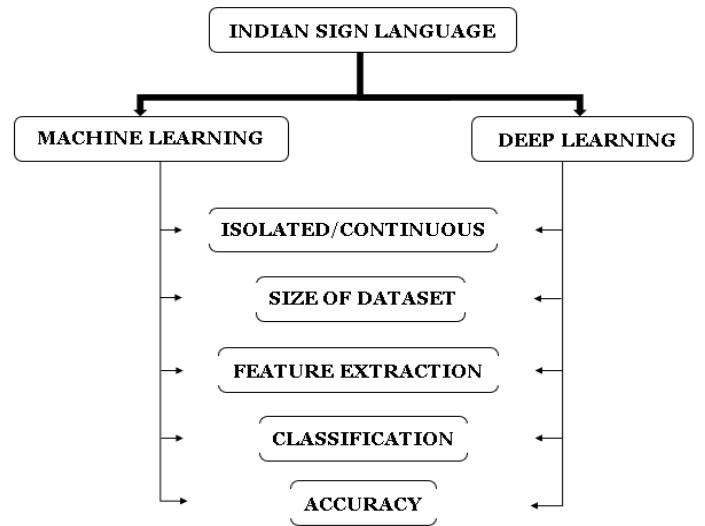 INDIAN SIGN LANGUAGE
MACHINE LEARNING
DEEP LEARNING
ISOLATED/CONTINUOUS
SIZE OF DATASET
FEATURE EXTRACTION
CLASSIFICATION
ACCURACY